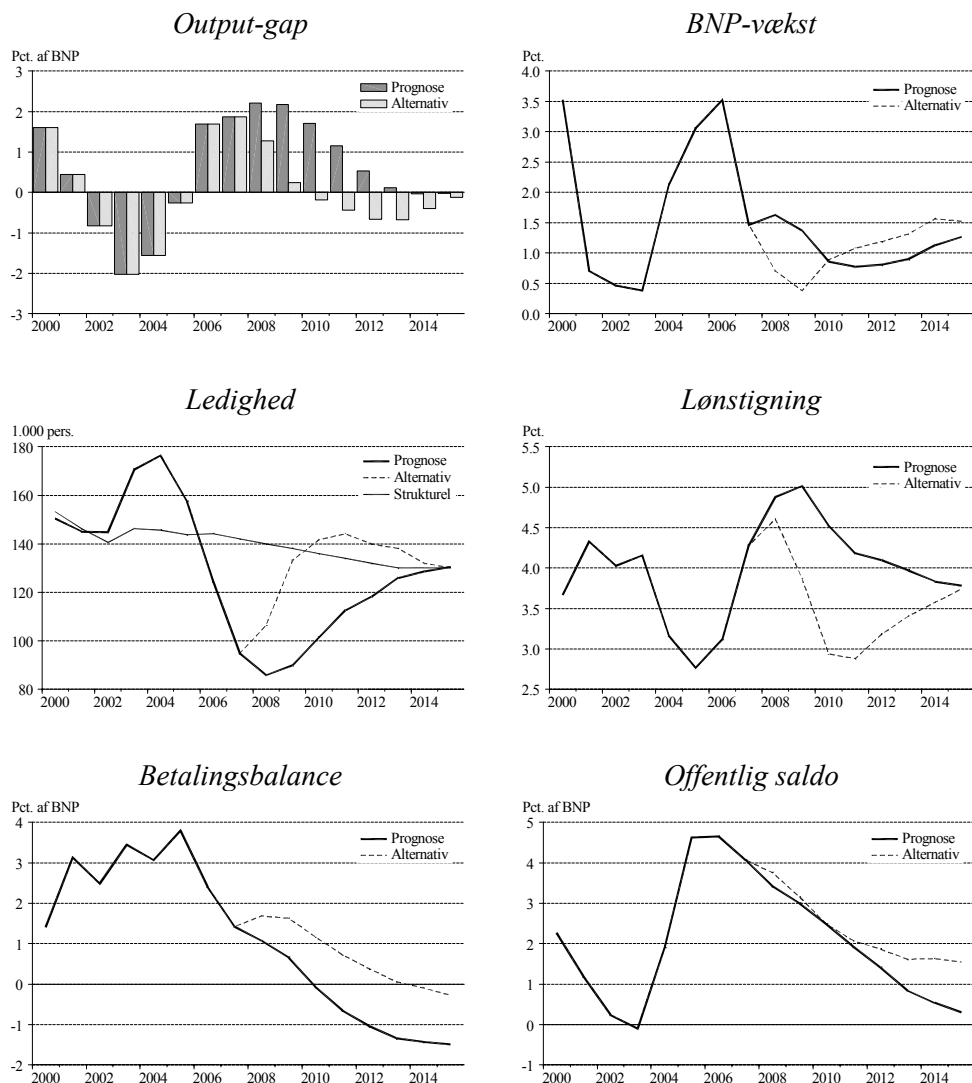 Output-gap
Pct. af BNP
3
2
1
0
-1
-2
-3
2000 2002 2004 2006 2008 2010 2012 2014
Prognose
Alternativ
BNP-vækst
Pct.
4.0
3.5
3.0
2.5
2.0
1.5
1.0
0.5
0.0
2000 2002 2004 2006 2008 2010 2012 2014
Prognose
Alternativ
Ledighed
1.000 pers.
180
160
140
120
100
80
2000 2002 2004 2006 2008 2010 2012 2014
Prognose
Alternativ
Strukturel
Lønstigning
Pct.
5.5
5.0
4.5
4.0
3.5
3.0
2.5
2000 2002 2004 2006 2008 2010 2012 2014
Prognose
Alternativ
Betalingsbalance
Pct. af BNP
4
3
2
1
0
-1
-2
2000 2002 2004 2006 2008 2010 2012 2014
Prognose
Alternativ
Offentlig saldo
Pct. af BNP
5
4
3
2
1
0
-1
2000 2002 2004 2006 2008 2010 2012 2014
Prognose
Alternativ